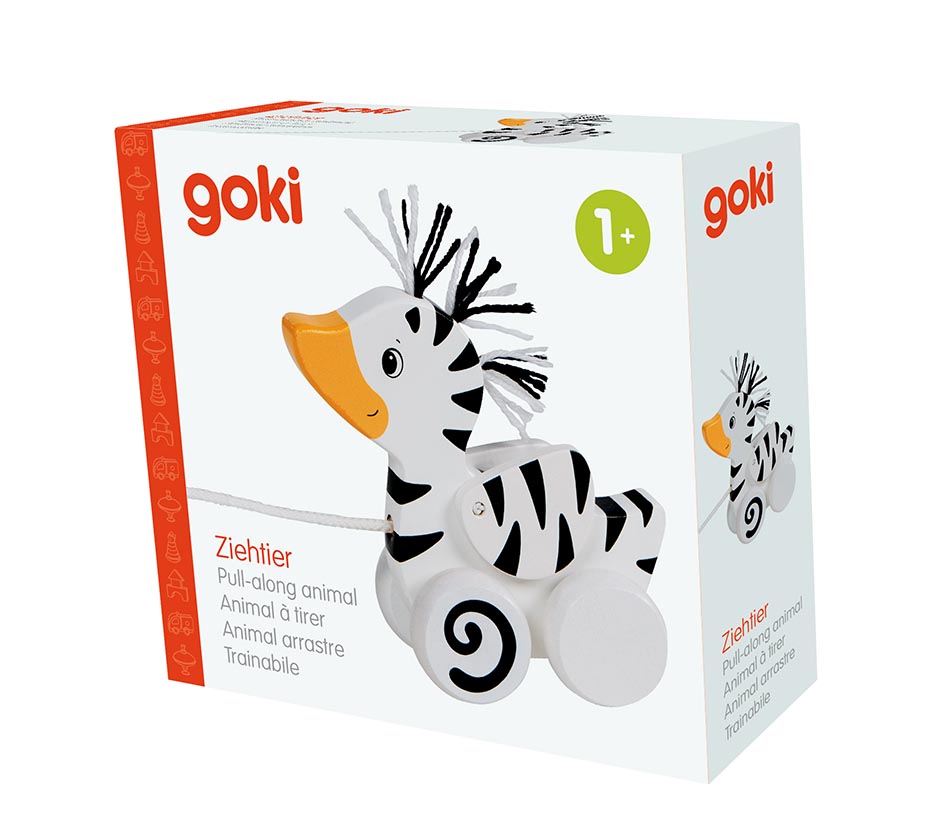 goki
goki
1+
Ziehtier
Pull-along animal
Animal à tirer
Animal arrastre
Trainabile
goki
Ziehtier
Pull-along animal
Animal à tirer
Animal arrastre
Trainabile